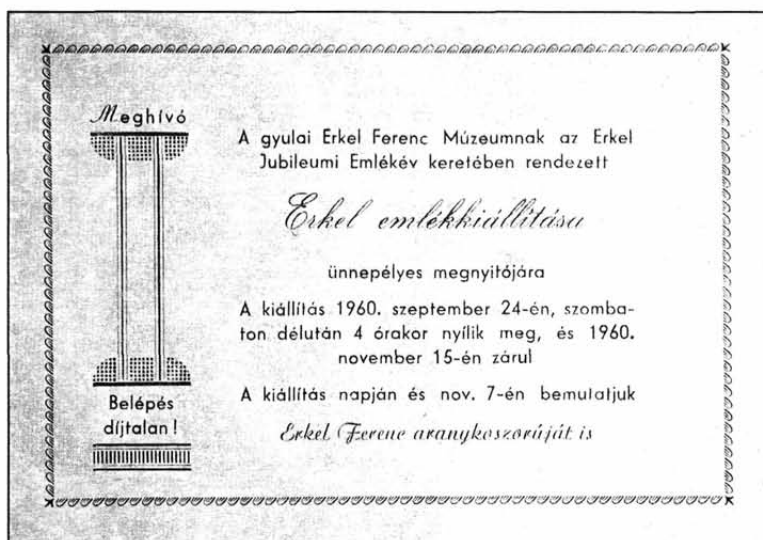 Meghívó
A gyulai Erkel Ferenc Múzeumnak az Erkel
Jubileumi Emlékév keretében rendezett
Erkel emlékkiállítása
ünnepélyes megnyitójára
A kiállítás 1960. szeptember 24-én, szomba-
ton délután 4 órakor nyílik meg, és 1960.
november 15-én zárul
A kiállítás napján és nov. 7-én bemutatjuk
Erkel Ferenc aranykoszorúját is
Belépés
díjtalan!